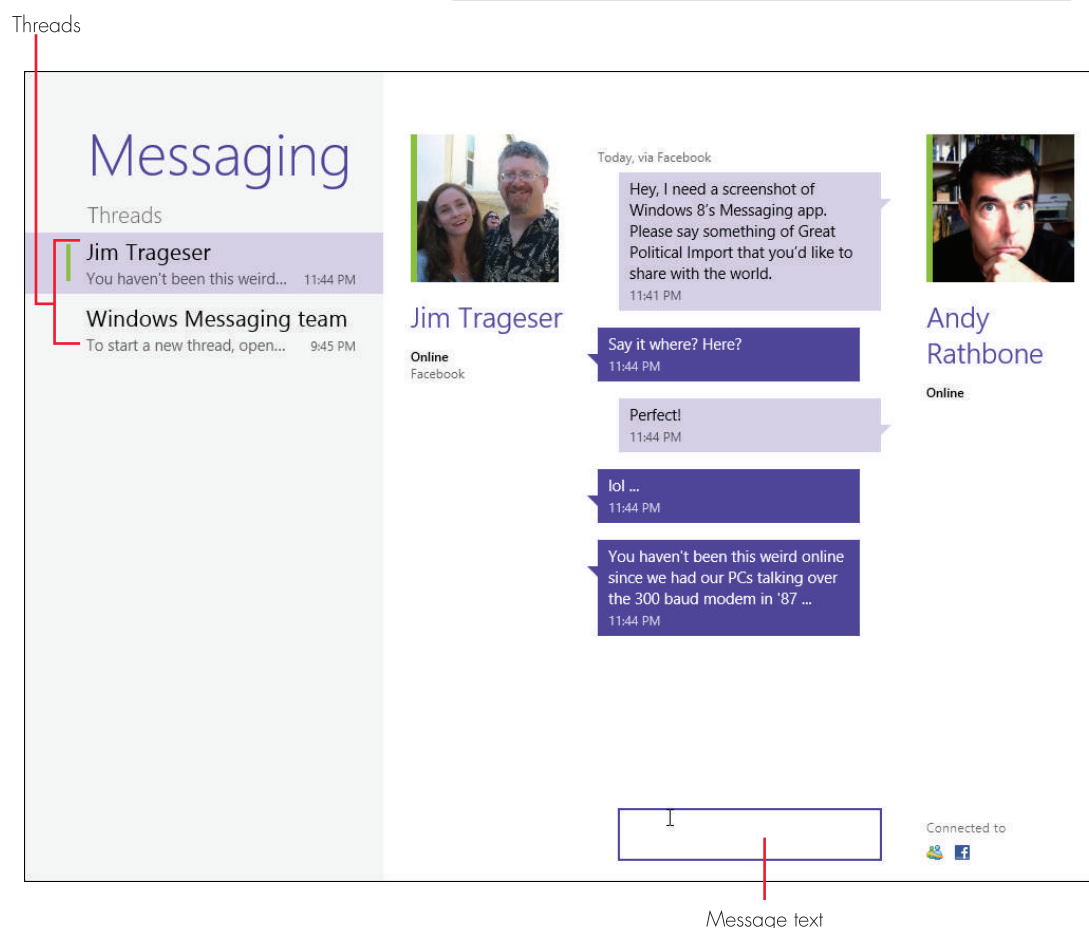 Threads
Messaging
Threads
Jim Trageser
You haven't been this weird... 11:44 PM
Windows Messaging team
To start a new thread, open... 9:45 PM
Jim Trageser
Online
Facebook
Today, via Facebook
Hey, I need a screenshot of
Windows 8's Messaging app.
Please say something of Great
Political Import that you'd like to
share with the world.
11:41 PM
Say it where? Here?
11:44 PM
Perfect!
11:44 PM
lol ...
11:44 PM
You haven't been this weird online
since we had our PCs talking over
the 300 baud modem in '87 ...
11:44 PM
Andy
Rathbone
Online
Connected to
Message text